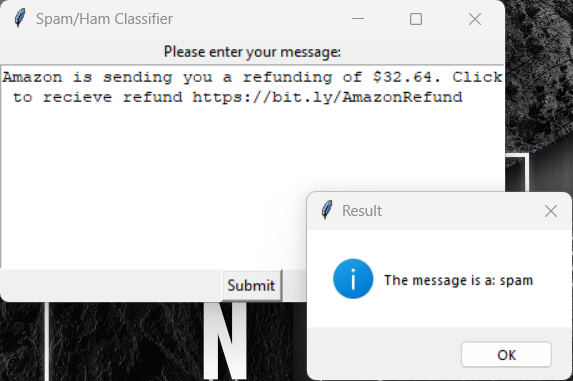 Spam/Ham Classifier
Please enter your message:
Amazon is sending you a refunding of $32.64. Click
to recieve refund https://bit.ly/AmazonRefund
Submit
Result
The message is a: spam
OK
N